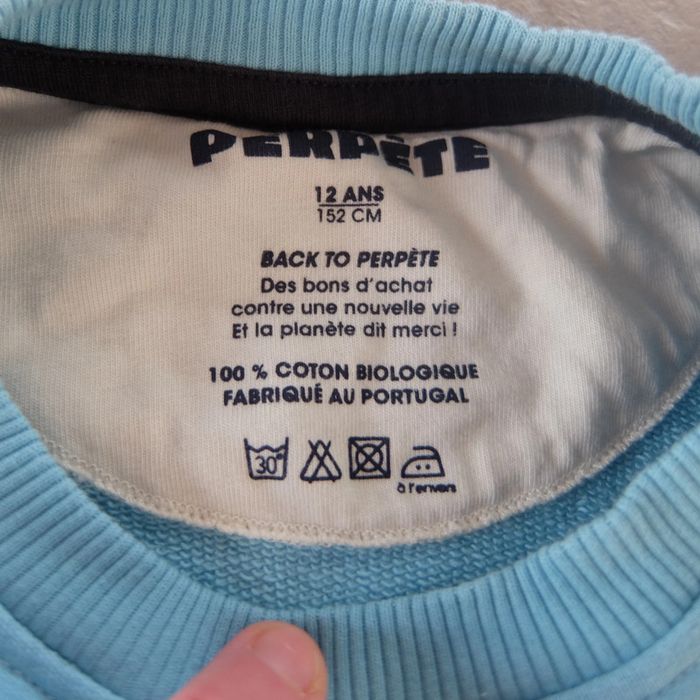 PERPÈTE
12 ANS
152 CM
BACK TO PERPÈTE
Des bons d'achat
contre une nouvelle vie
Et la planète dit merci !
100 % COTON BIOLOGIQUE
FABRIQUÉ AU PORTUGAL
30°
à l'envers